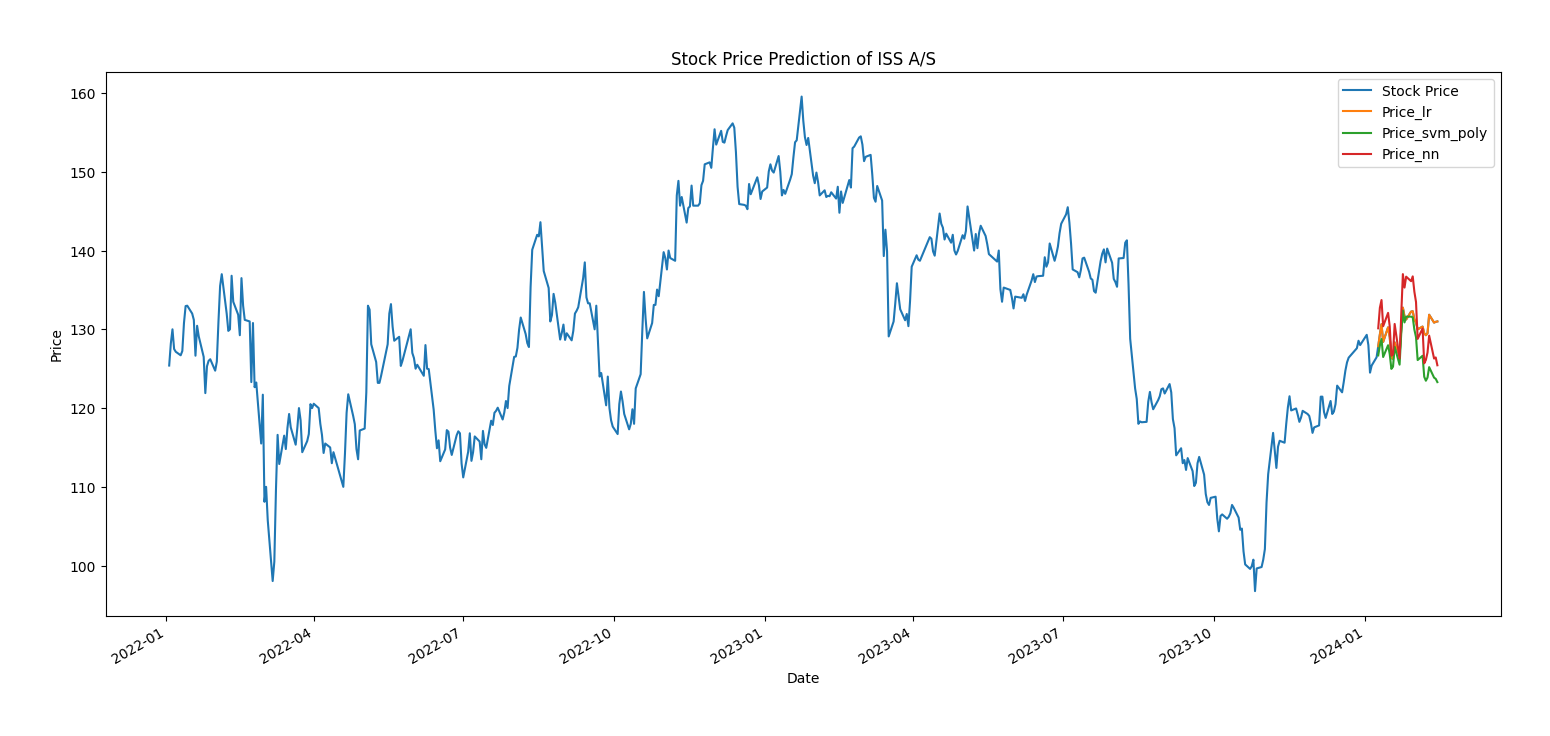 Stock Price Prediction of ISS A/S
Stock Price
Price_lr
Price_svm_poly
Price_nn
Price
160
150
140
130
120
110
100
2022-01
2022-04
2022-07
2022-10
2023-01
2023-04
2023-07
2023-10
2024-01
Date